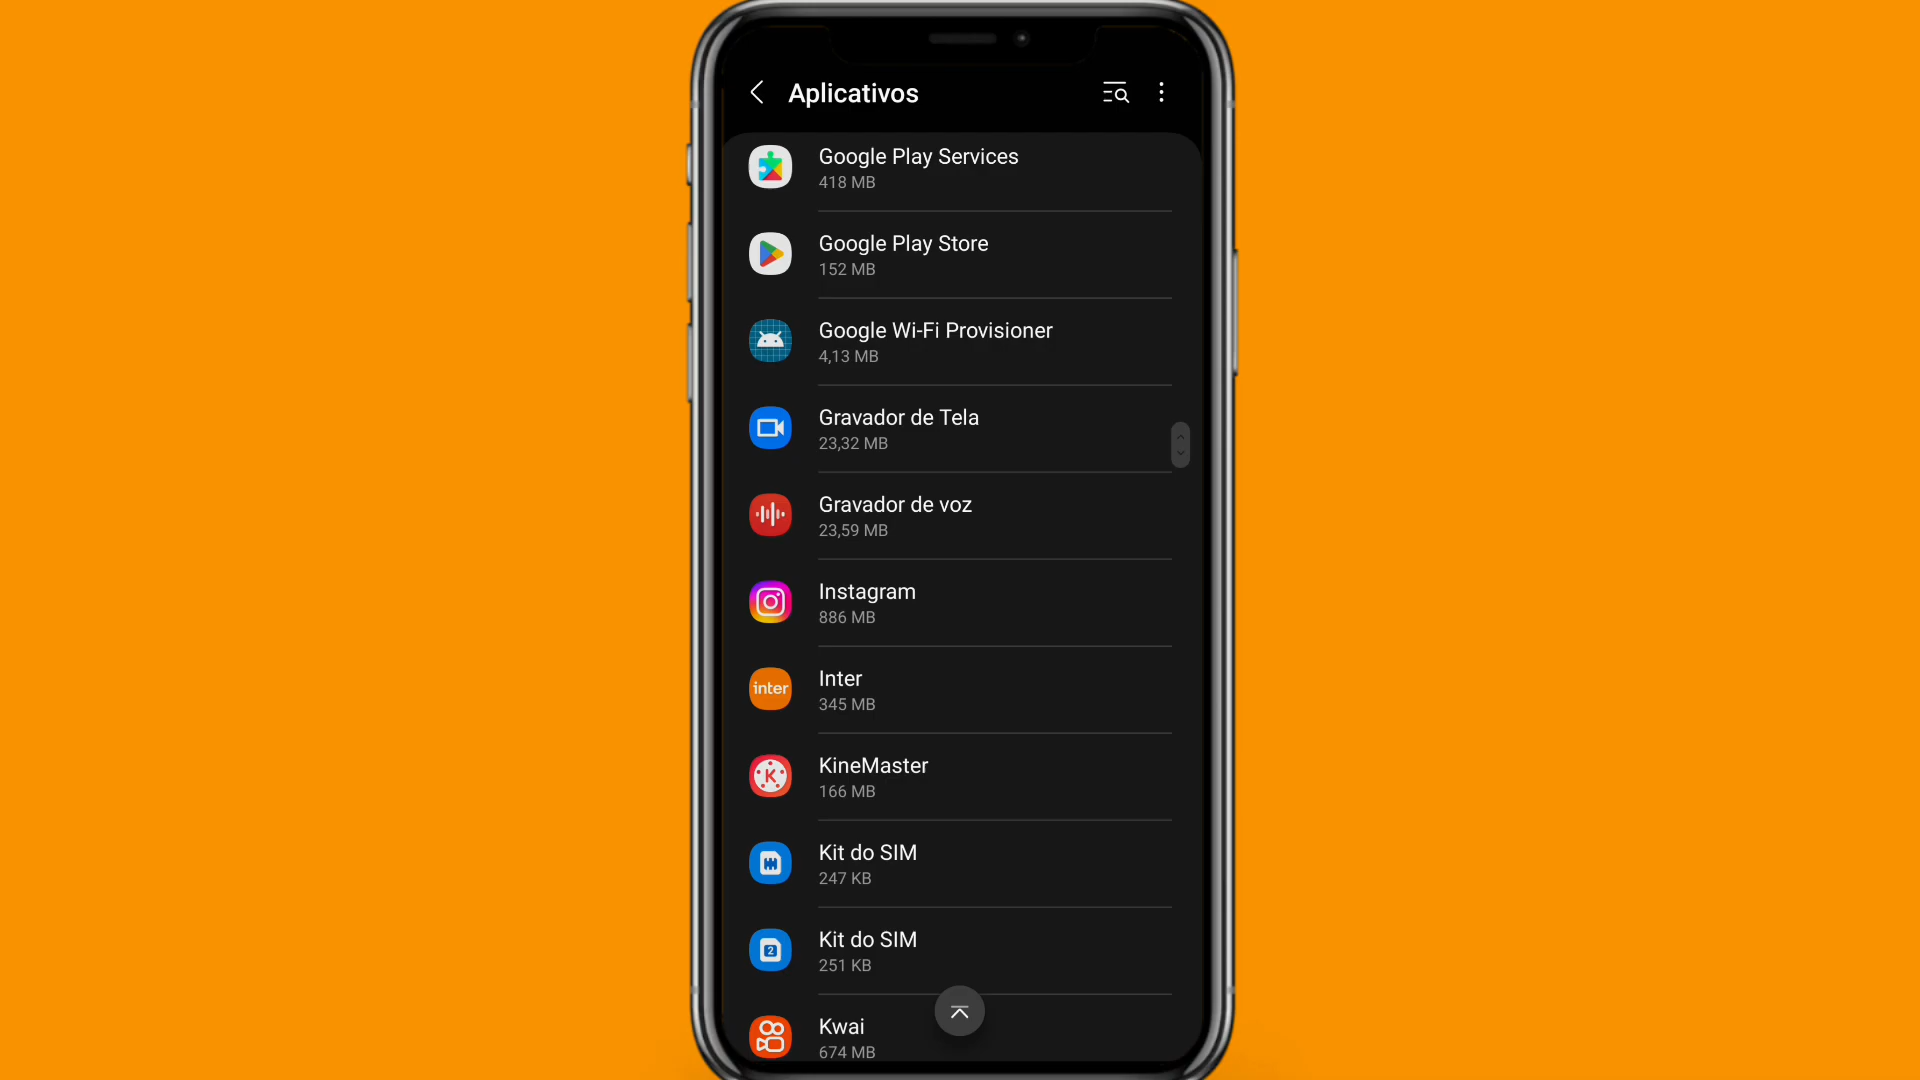 Aplicativos
Google Play Services
418 MB
Google Play Store
152 MB
Google Wi-Fi Provisioner
4,13 MB
Gravador de Tela
23,32 MB
Gravador de voz
23,59 MB
Instagram
886 MB
inter
Inter
345 MB
K
KineMaster
166 MB
Kit do SIM
247 KB
2
Kit do SIM
251 KB
Kwai
674 MB